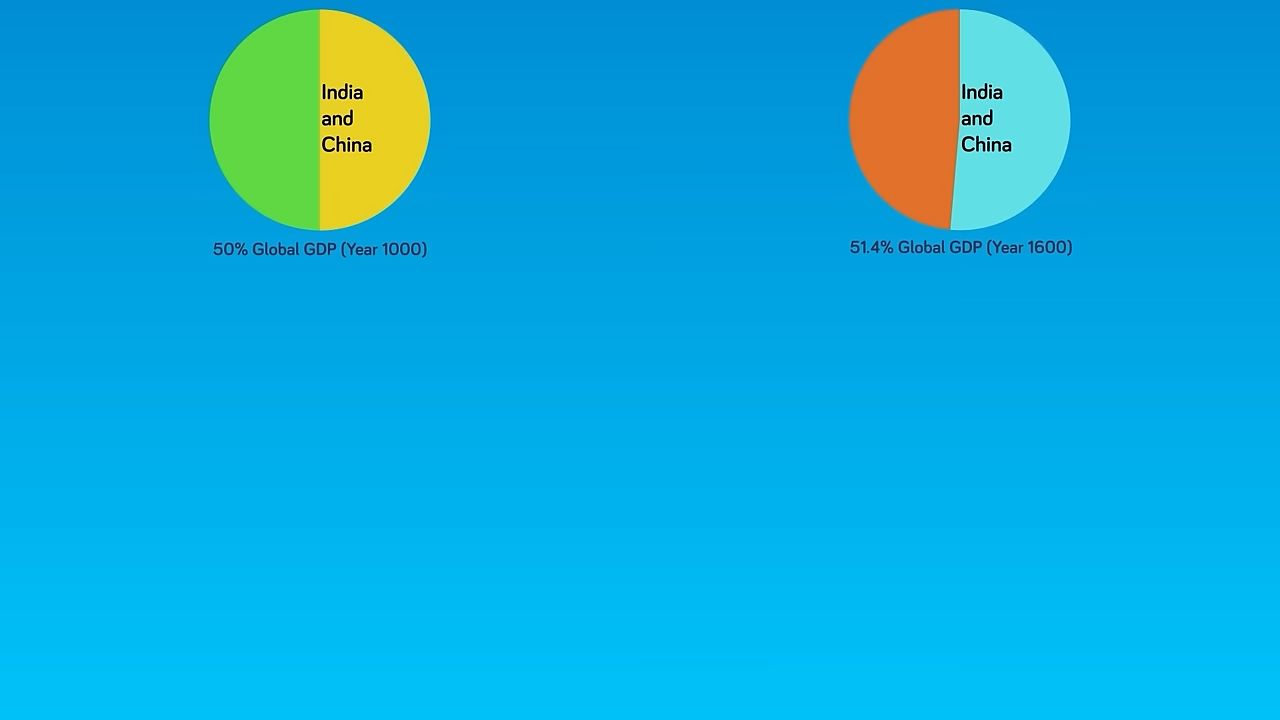 India
and
China
50% Global GDP (Year 1000)
India
and
China
51.4% Global GDP (Year 1600)